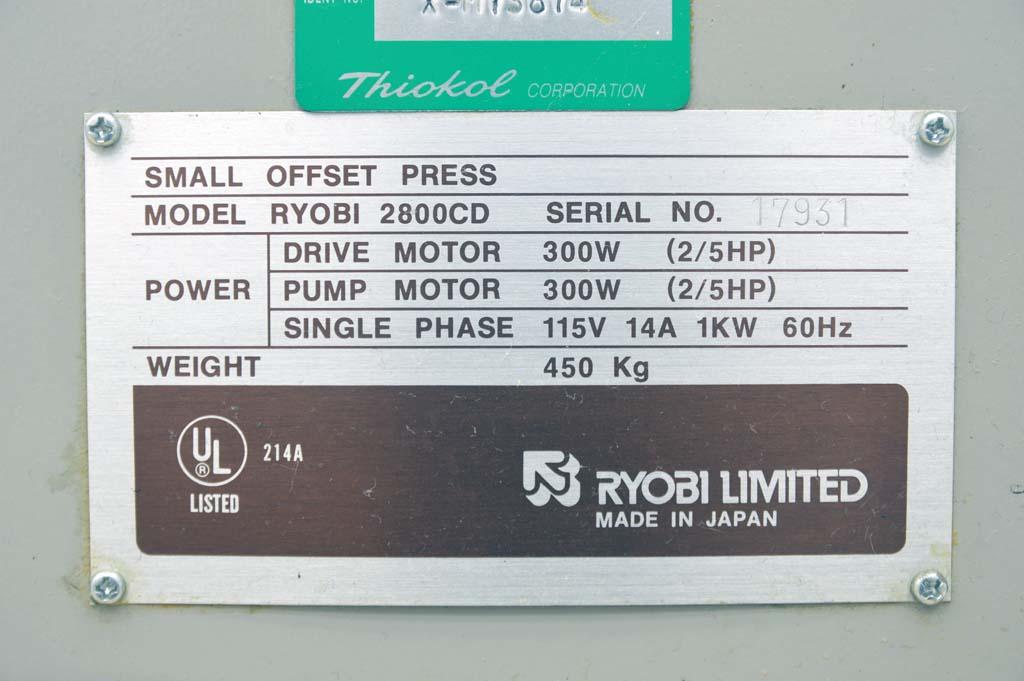 Thiokol CORPORATION
SMALL OFFSET PRESS
MODEL RYOBI 2800CD SERIAL NO. 17931
POWER
DRIVE MOTOR 300W (2/5HP)
PUMP MOTOR 300W (2/5HP)
SINGLE PHASE 115V 14A 1KW 60Hz
WEIGHT 450 Kg
UL ® 214A
LISTED
RYOBI LIMITED
MADE IN JAPAN